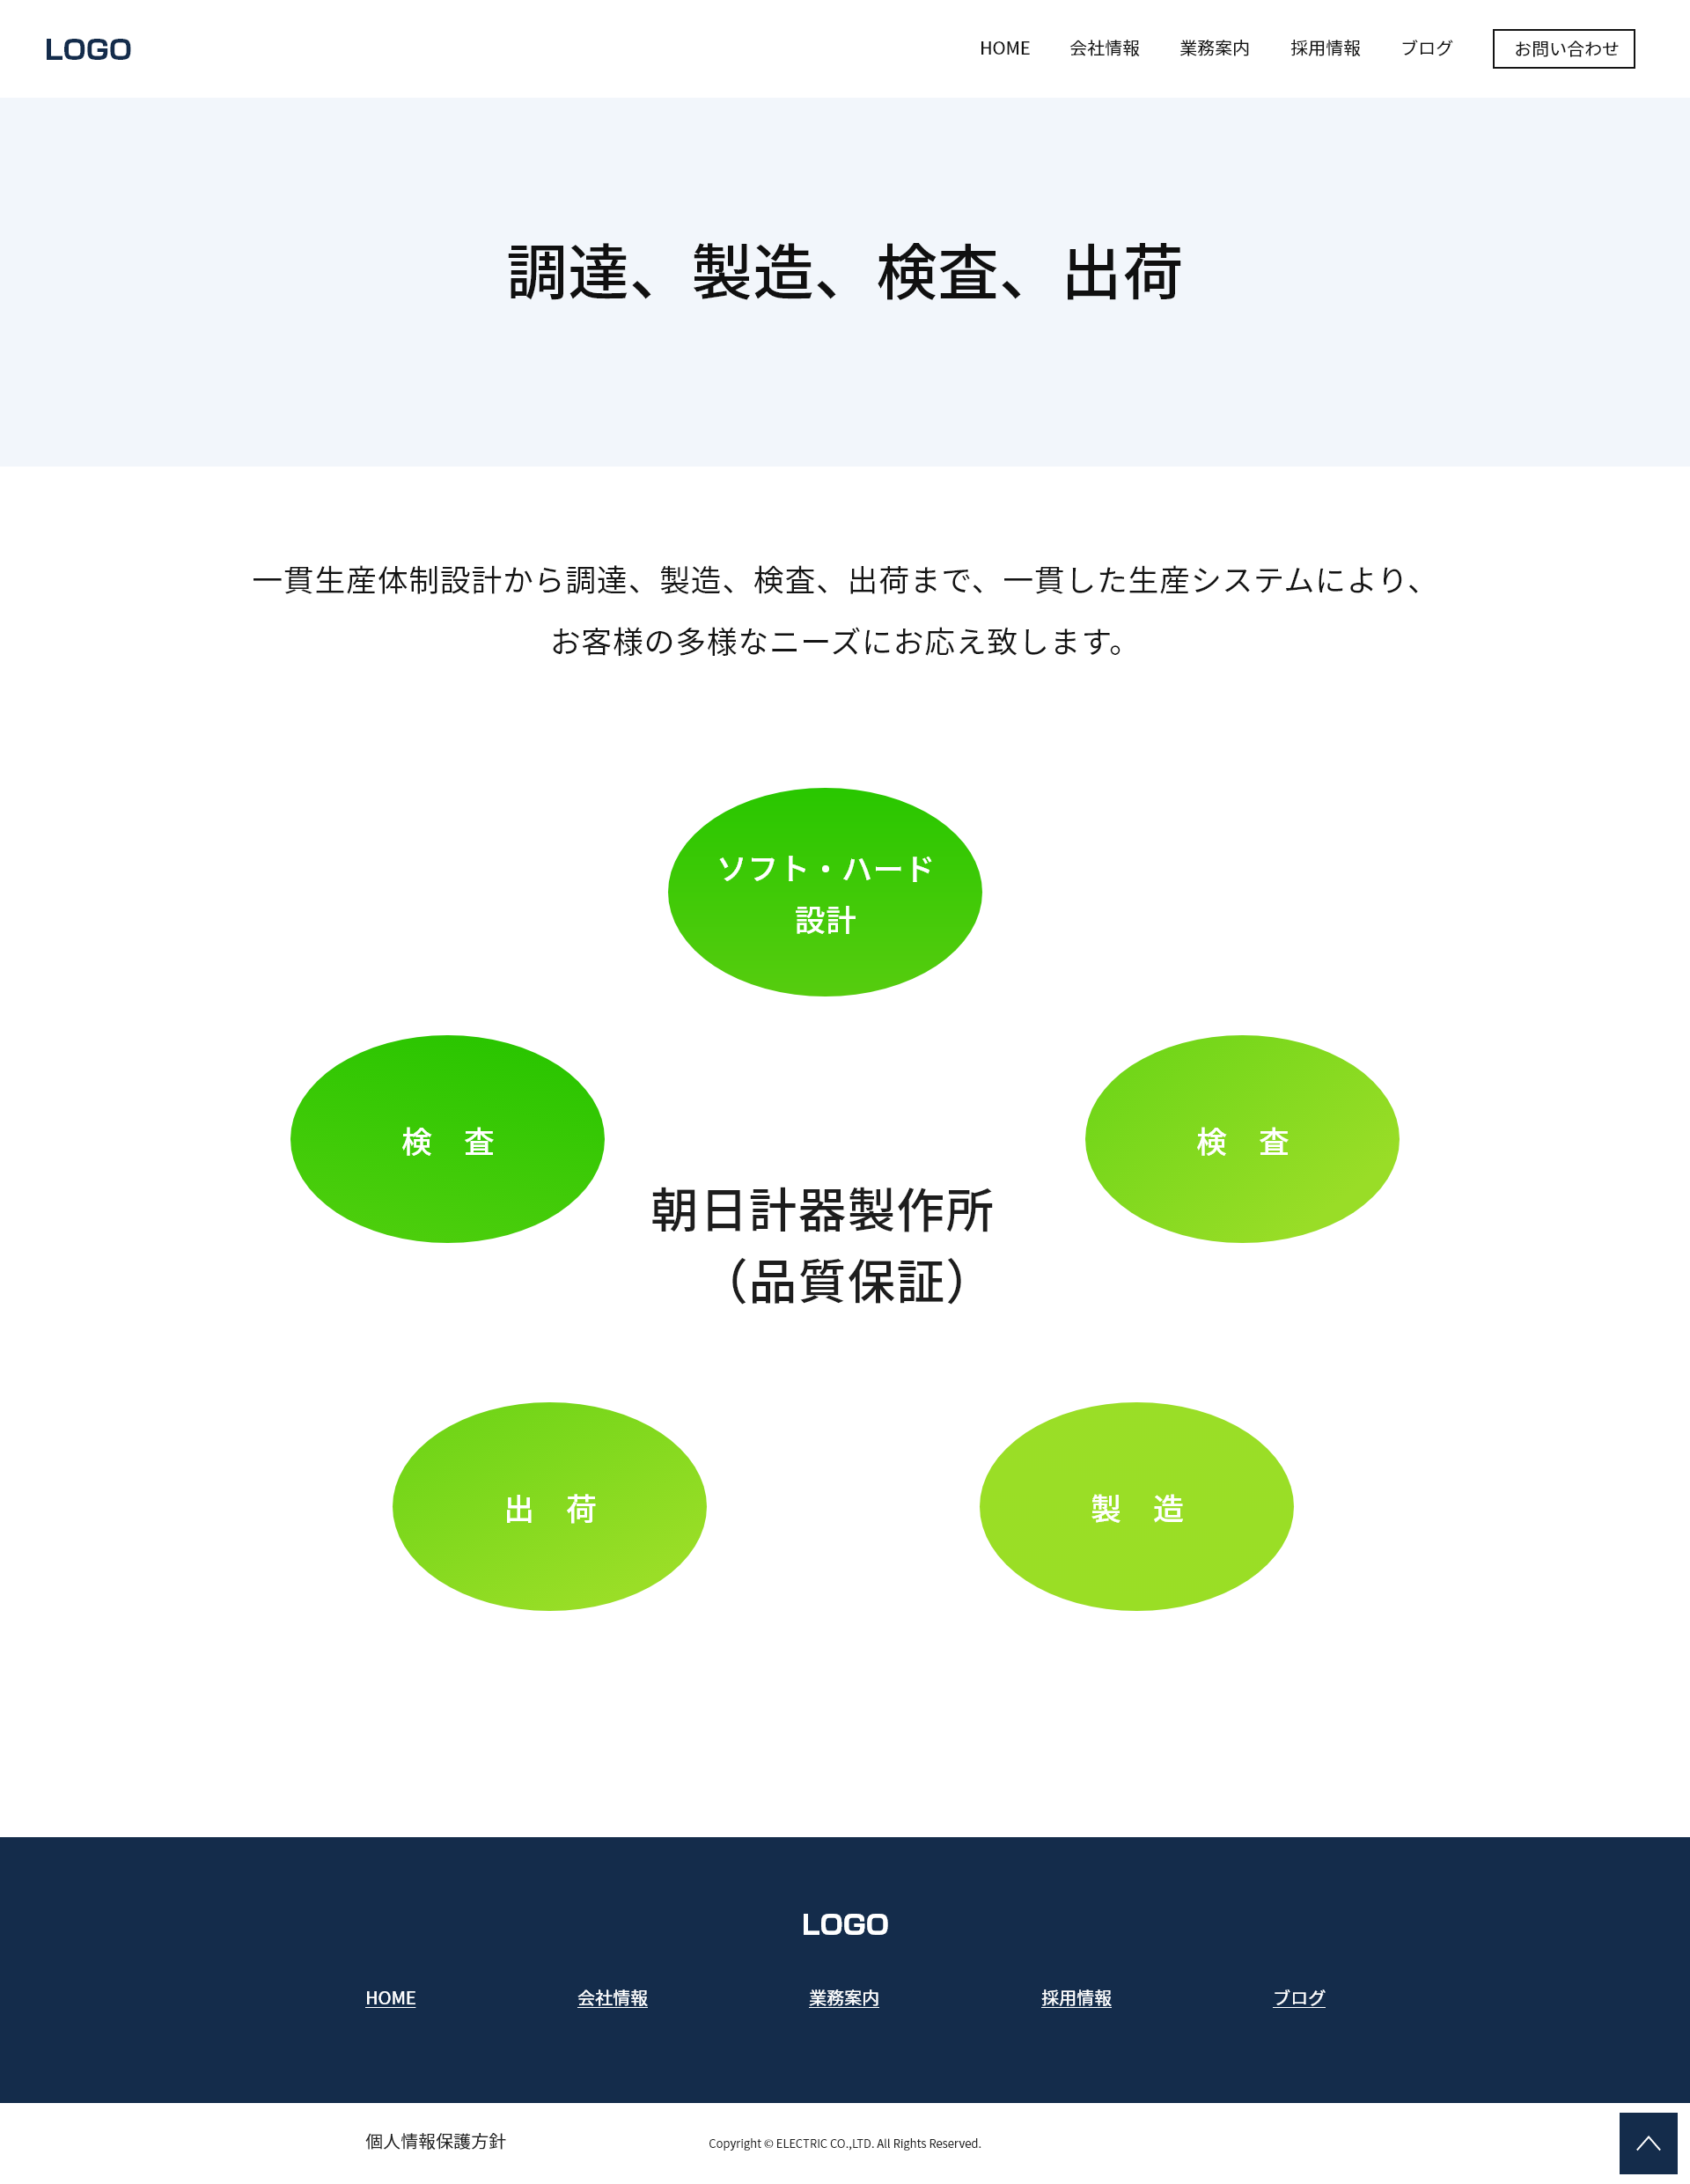 LOGO
HOME 会社情報 業務案内 採用情報 ブログ お問い合わせ
調達、製造、検査、出荷
一貫生産体制設計から調達、製造、検査、出荷まで、一貫した生産システムにより、
お客様の多様なニーズにお応え致します。
ソフト・ハード
設計
検　査
検　査
朝日計器製作所
（品質保証）
出　荷
製　造
LOGO
HOME 会社情報 業務案内 採用情報 ブログ
個人情報保護方針
Copyright © ELECTRIC CO.,LTD. All Rights Reserved.